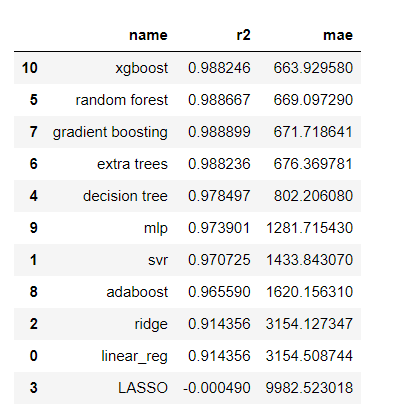 name r2 mae
10 xgboost 0.988246 663.929580
5 random forest 0.988667 669.097290
7 gradient boosting 0.988899 671.718641
6 extra trees 0.988236 676.369781
4 decision tree 0.978497 802.206080
9 mlp 0.973901 1281.715430
1 svr 0.970725 1433.843070
8 adaboost 0.965590 1620.156310
2 ridge 0.914356 3154.127347
0 linear_reg 0.914356 3154.508744
3 LASSO -0.000490 9982.523018